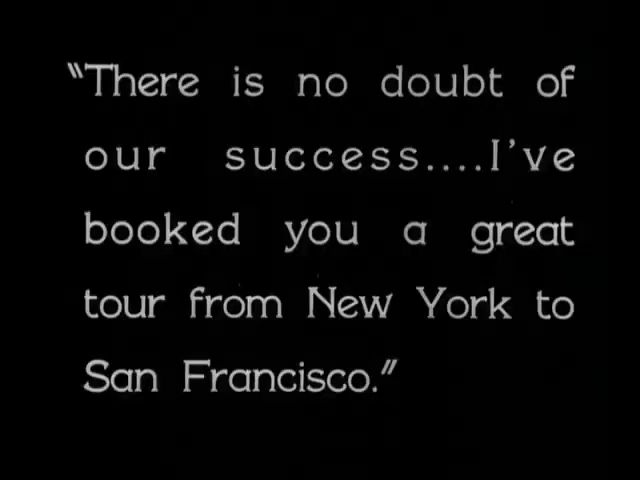 "There is no doubt of
our success....I've
booked you a great
tour from New York to
San Francisco."